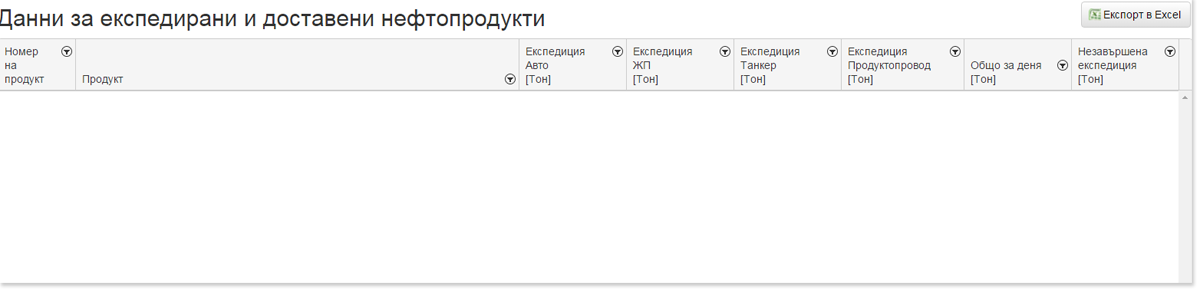 Данни за експедирани и доставени нефтопродукти
Експорт в Excel
Номер
на
продукт
Продукт
Експедиция
Авто
[Тон]
Експедиция
ЖП
[Тон]
Експедиция
Танкер
[Тон]
Експедиция
Продуктопровод
[Тон]
Общо за деня
[Тон]
Незавършена
експедиция
[Тон]